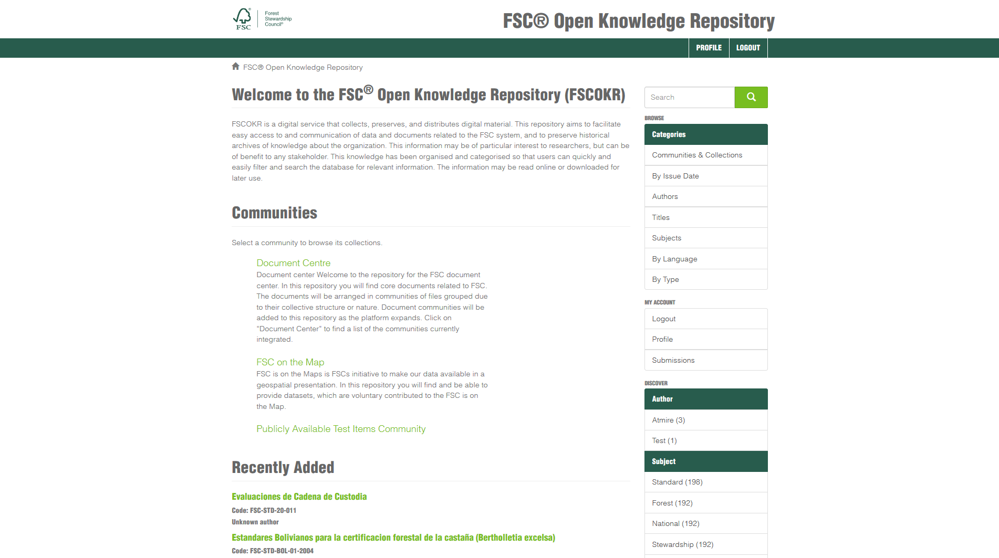 FSC
Forest
Stewardship
Council®
FSC® Open Knowledge Repository
PROFILE
LOGOUT
FSC® Open Knowledge Repository
Welcome to the FSC® Open Knowledge Repository (FSCOKR)
FSCOKR is a digital service that collects, preserves, and distributes digital material. This repository aims to facilitate
easy access to and communication of data and documents related to the FSC system, and to preserve historical
archives of knowledge about the organization. This information may be of particular interest to researchers, but can be
of benefit to any stakeholder. This knowledge has been organised and categorised so that users can quickly and
easily filter and search the database for relevant information. The information may be read online or downloaded for
later use.
Communities
Select a community to browse its collections.
Document Centre
Document center Welcome to the repository for the FSC document
center. In this repository you will find core documents related to FSC.
The documents will be arranged in communities of files grouped due
to their collective structure or nature. Document communities will be
added to this repository as the platform expands. Click on
"Document Center" to find a list of the communities currently
integrated.
FSC on the Map
FSC is on the Maps is FSCs initiative to make our data available in a
geospatial presentation. In this repository you will find and be able to
provide datasets, which are voluntary contributed to the FSC is on
the Map.
Publicly Available Test Items Community
Recently Added
Evaluaciones de Cadena de Custodia
Code: FSC-STD-20-011
Unknown author
Estandares Bolivianos para la certificacion forestal de la castaña (Bertholletia excelsa)
Code: FSC-STD-BOL-01-2004
Search
BROWSE
Categories
Communities & Collections
By Issue Date
Authors
Titles
Subjects
By Language
By Type
MY ACCOUNT
Logout
Profile
Submissions
DISCOVER
Author
Atmire (3)
Test (1)
Subject
Standard (198)
Forest (192)
National (192)
Stewardship (192)